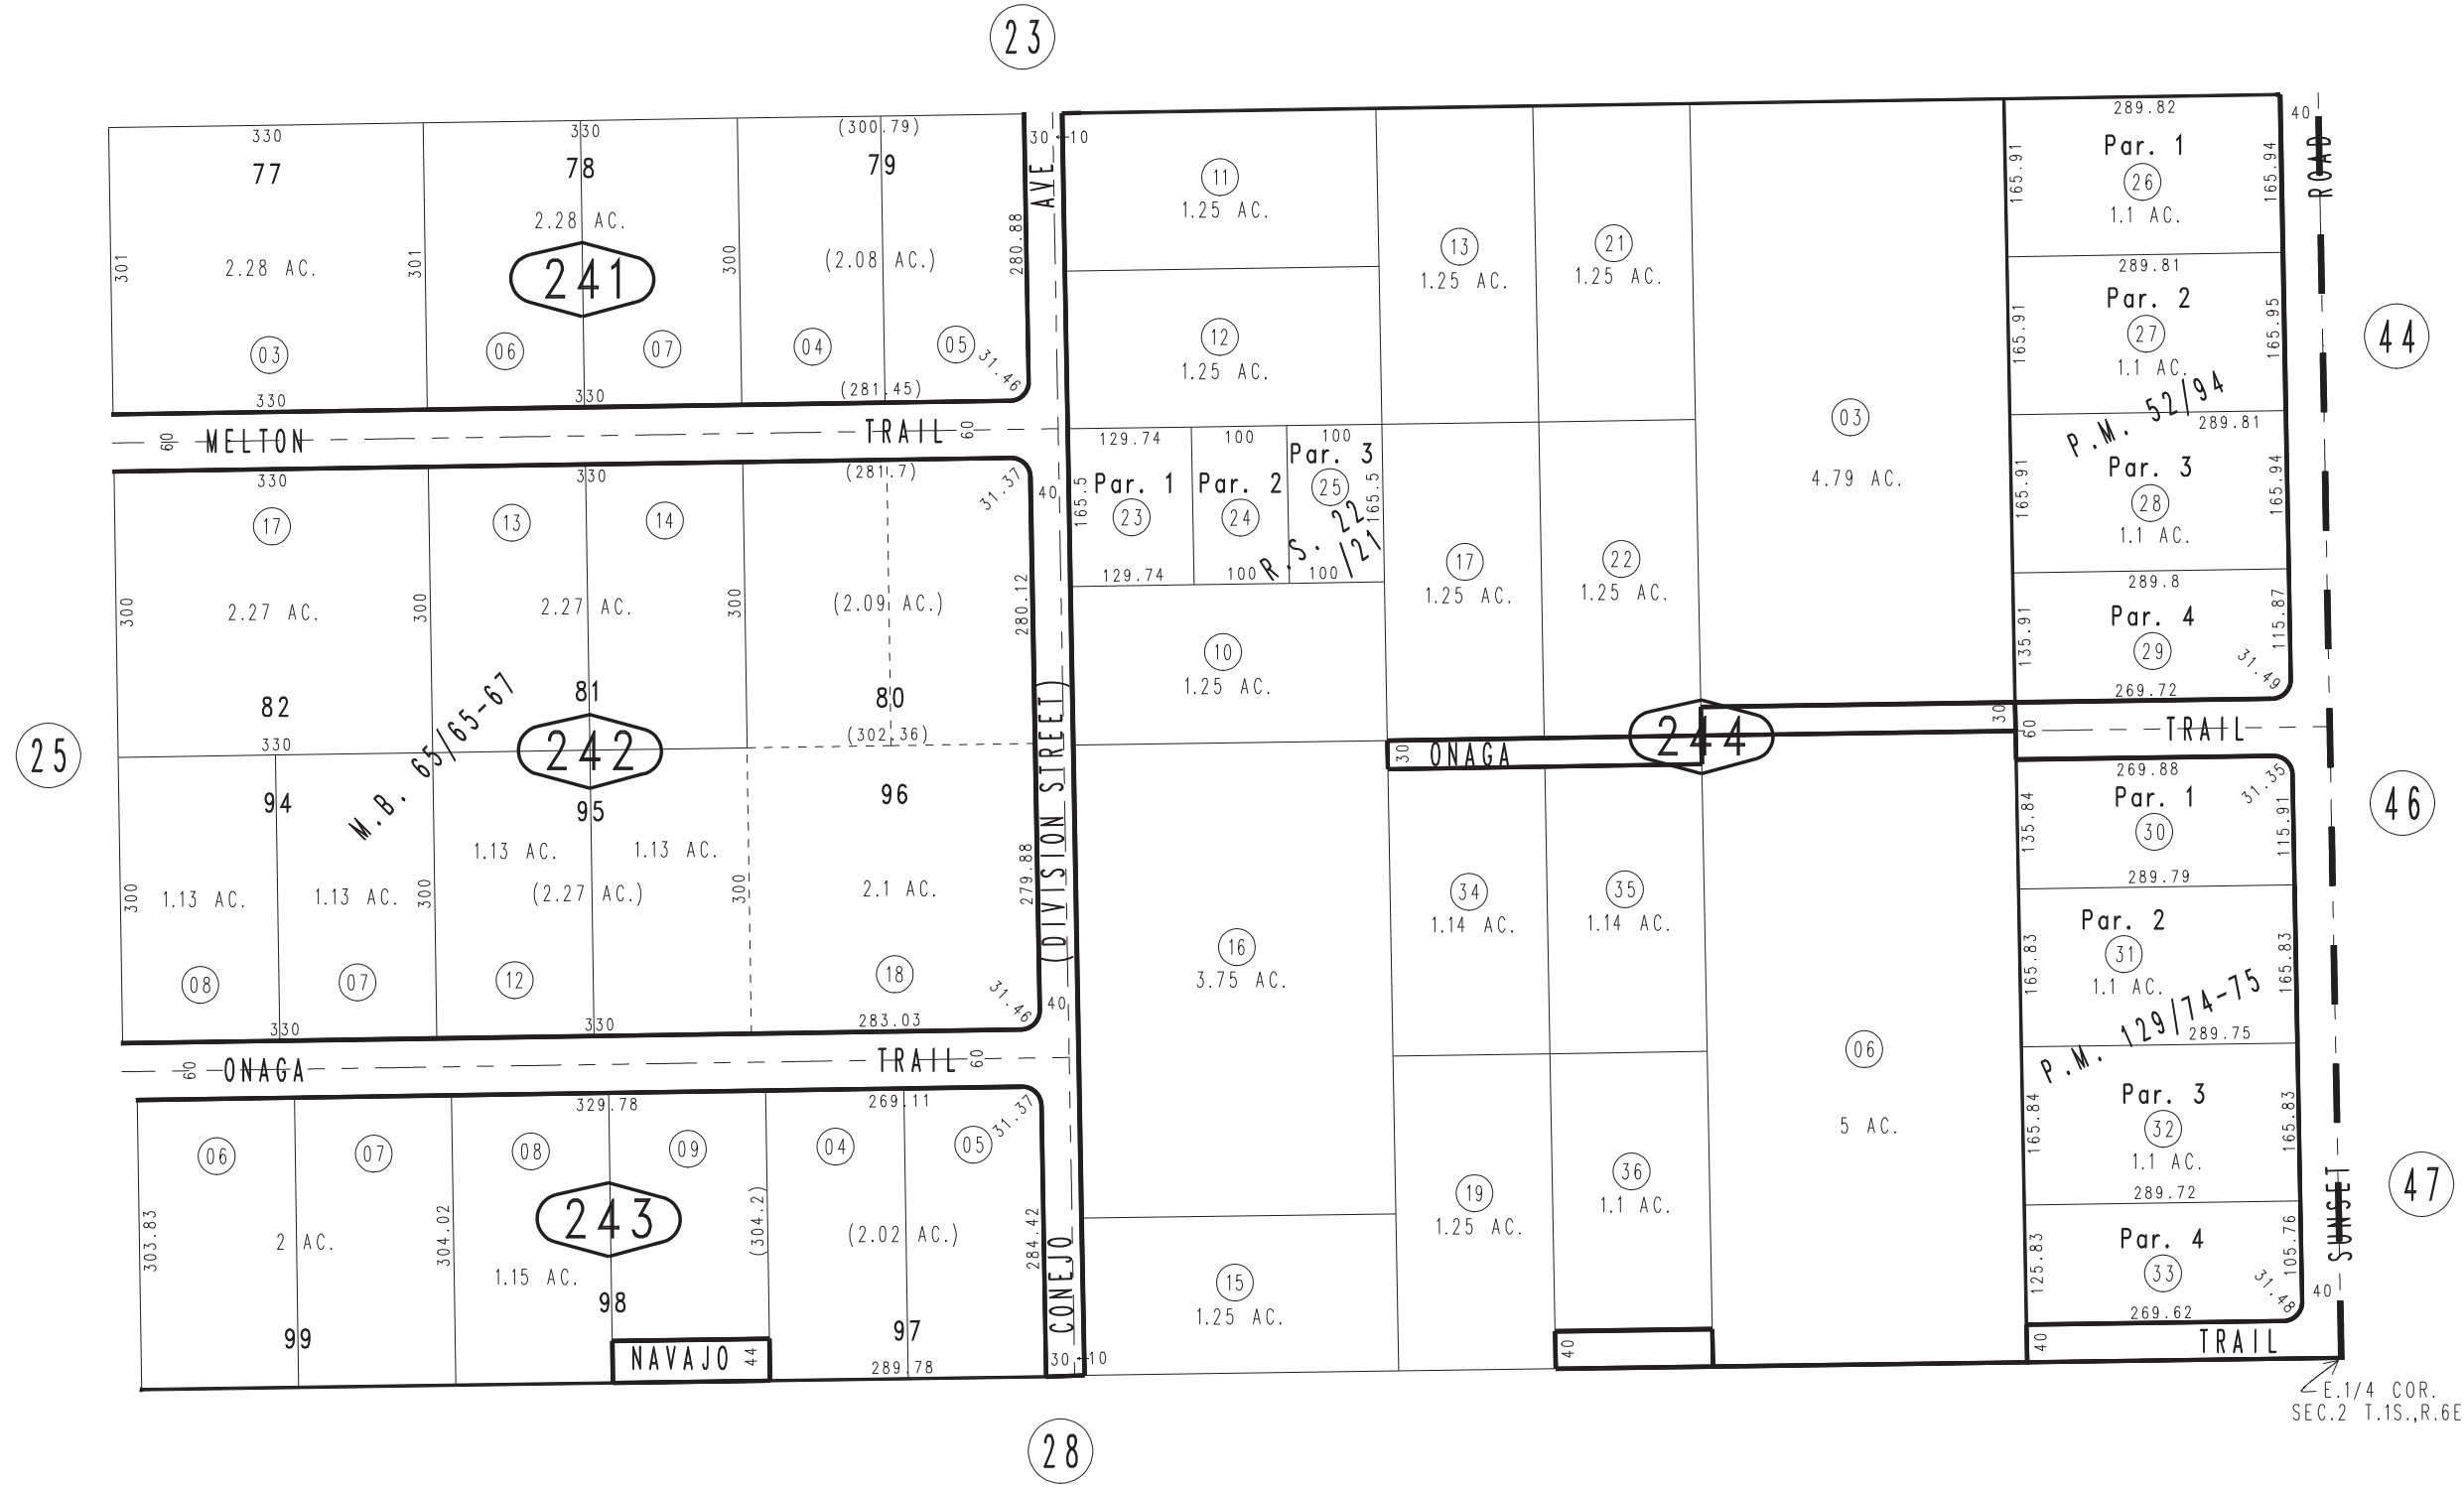 23
25
44
46
47
28
330
330
(300.79)
77
78
79
2.28 AC.
2.28 AC.
(2.08 AC.)
301
301
300
280.88
241
03
06
07
04
05
31.46
330
330
(281.45)
60
MELTON
TRAIL
60
330
330
(281.7)
31.37
17
13
14
300
2.27 AC.
300
2.27 AC.
300
(2.09 AC.)
280.12
82
81
80
330
(302.36)
M.B. 65/65-67
242
94
95
96
1.13 AC.
1.13 AC.
1.13 AC.
1.13 AC.
(2.27 AC.)
2.1 AC.
300
300
300
279.88
08
07
12
18
31.46
330
330
283.03
60
ONAGA
TRAIL
60
329.78
269.11
31.37
06
07
08
09
04
05
303.83
2 AC.
304.02
243
(304.2)
(2.02 AC.)
284.42
1.15 AC.
99
98
97
NAVAJO
44
289.78
30
10
AVE
40
(DIVISION STREET)
40
CONEJO
30
10
11
1.25 AC.
12
1.25 AC.
13
1.25 AC.
21
1.25 AC.
03
4.79 AC.
129.74
100
100
Par. 1
Par. 2
Par. 3
23
24
25
165.5
165.5
R.S. 22
/21
129.74
100
100
10
1.25 AC.
17
1.25 AC.
22
1.25 AC.
30
ONAGA
244
30
16
3.75 AC.
34
1.14 AC.
35
1.14 AC.
06
5 AC.
19
1.25 AC.
36
1.1 AC.
15
1.25 AC.
40
289.82
Par. 1
26
1.1 AC.
165.91
165.94
289.81
Par. 2
27
1.1 AC.
165.91
165.95
P.M. 52/94
289.81
Par. 3
28
1.1 AC.
165.91
165.94
289.8
Par. 4
29
135.91
115.87
31.49
269.72
60
TRAIL
269.88
Par. 1
30
135.84
115.91
31.35
289.79
Par. 2
31
1.1 AC.
165.83
165.83
P.M. 129/74-75
289.75
Par. 3
32
1.1 AC.
165.84
165.83
289.72
Par. 4
33
125.83
105.76
31.48
269.62
40
TRAIL
40
ROAD
SUNSET
40
E.1/4 COR.
SEC.2 T.1S.,R.6E